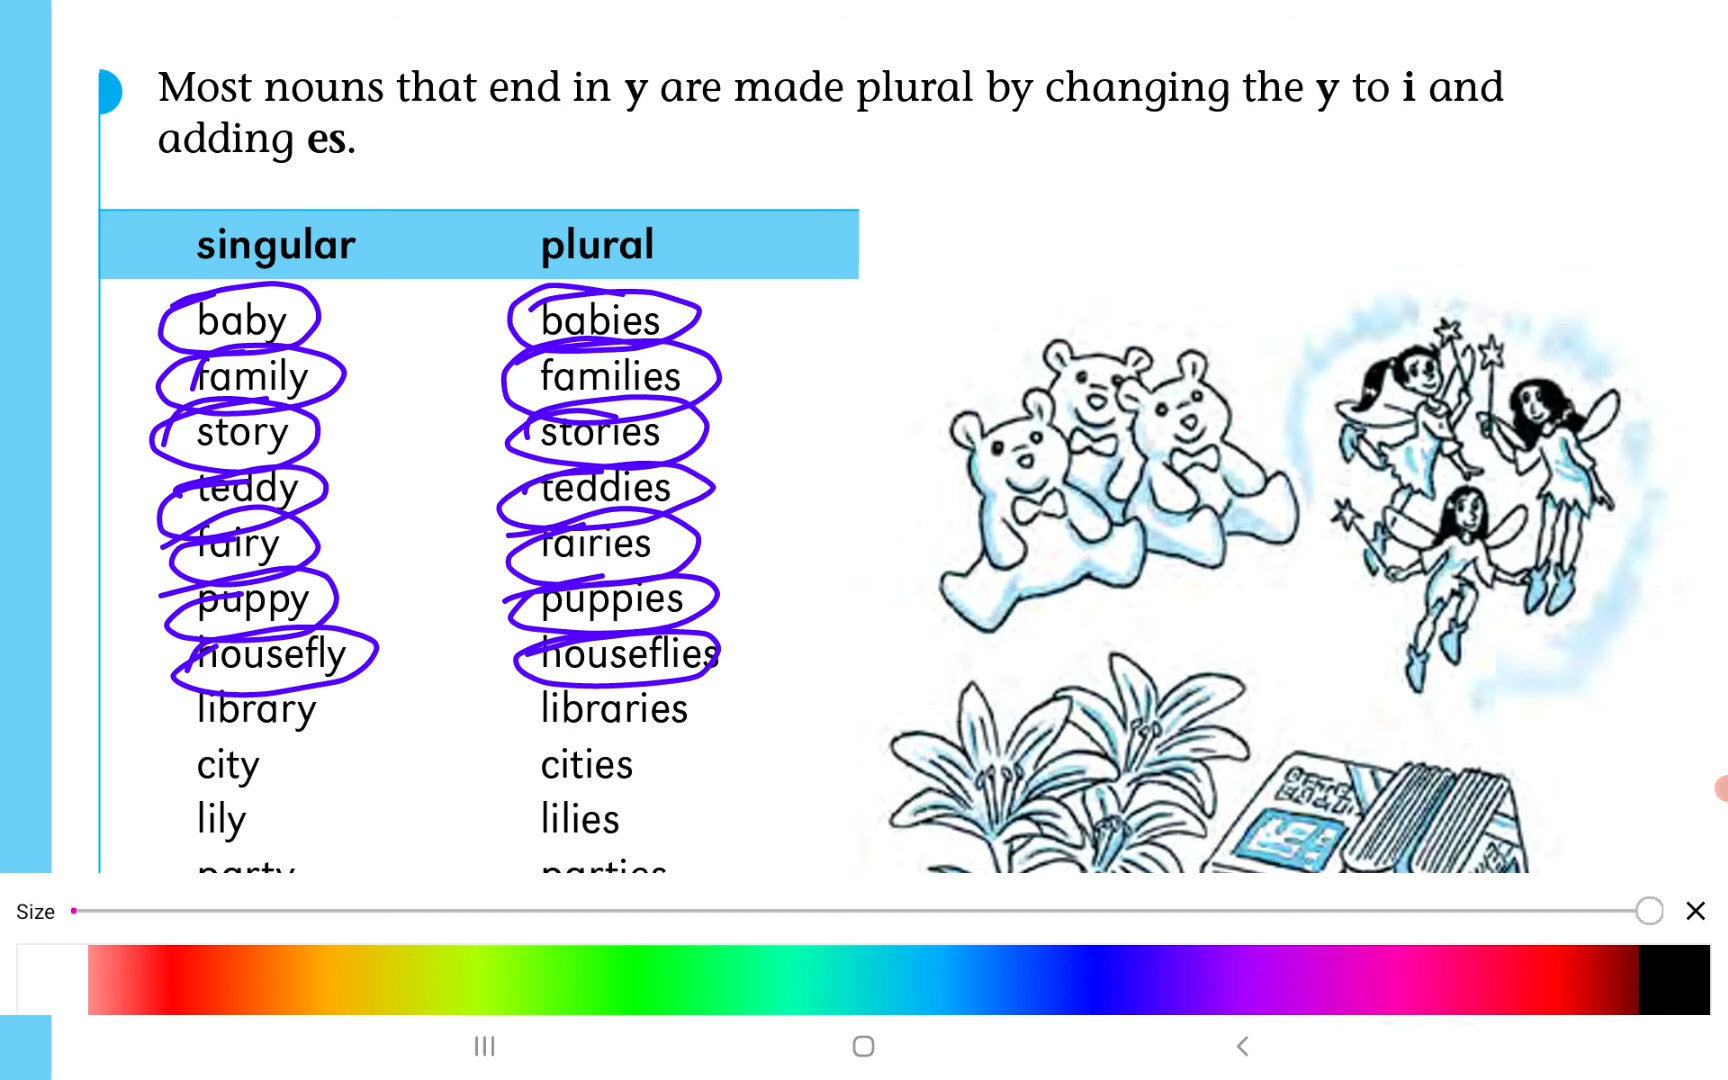 Most nouns that end in y are made plural by changing the y to i and
adding es.
singular plural
baby babies
family families
story stories
teddy teddies
fairy fairies
puppy puppies
housefly houseflies
library libraries
city cities
lily lilies
party parties
Size